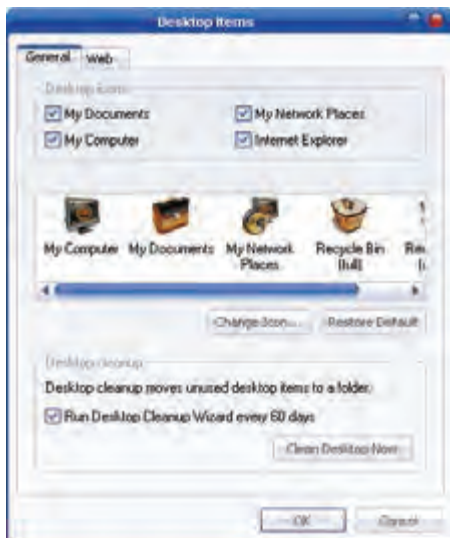 Desktop Items
General Web
Desktop icons
My Documents My Network Places
My Computer Internet Explorer
My Computer My Documents My Network Recycle Bin
Places (full)
Change Icon... Restore Default
Desktop cleanup
Desktop cleanup moves unused desktop items to a folder.
Run Desktop Cleanup Wizard every 60 days
Clean Desktop Now
OK Cancel